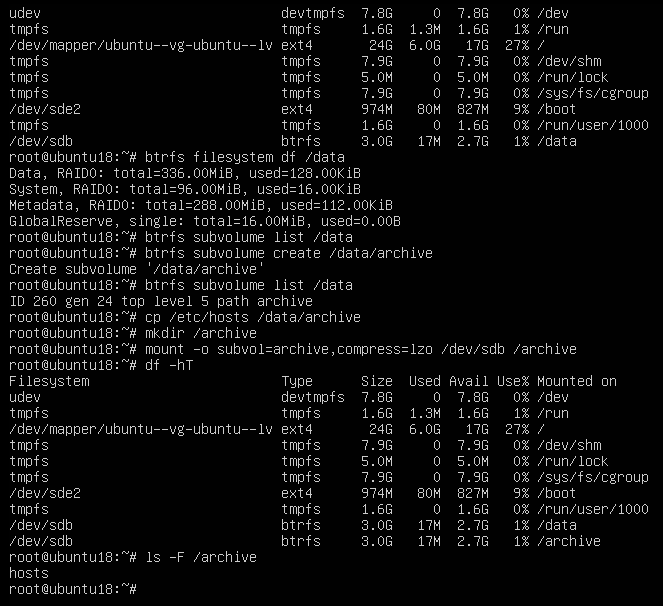 udev                              devtmpfs  7.8G     0  7.8G   0% /dev
tmpfs                             tmpfs     1.6G  1.3M  1.6G   1% /run
/dev/mapper/ubuntu--vg-ubuntu--lv ext4       24G  6.0G   17G  27% /
tmpfs                             tmpfs     7.9G     0  7.9G   0% /dev/shm
tmpfs                             tmpfs     5.0M     0  5.0M   0% /run/lock
tmpfs                             tmpfs     7.9G     0  7.9G   0% /sys/fs/cgroup
/dev/sde2                         ext4      974M   80M  827M   9% /boot
tmpfs                             tmpfs     1.6G     0  1.6G   0% /run/user/1000
/dev/sdb                          btrfs     3.0G   17M  2.7G   1% /data
root@ubuntu18:~# btrfs filesystem df /data
Data, RAID0: total=336.00MiB, used=128.00KiB
System, RAID0: total=96.00MiB, used=16.00KiB
Metadata, RAID0: total=288.00MiB, used=112.00KiB
GlobalReserve, single: total=16.00MiB, used=0.00B
root@ubuntu18:~# btrfs subvolume list /data
root@ubuntu18:~# btrfs subvolume create /data/archive
Create subvolume '/data/archive'
root@ubuntu18:~# btrfs subvolume list /data
ID 260 gen 24 top level 5 path archive
root@ubuntu18:~# cp /etc/hosts /data/archive
root@ubuntu18:~# mkdir /archive
root@ubuntu18:~# mount -o subvol=archive,compress=lzo /dev/sdb /archive
root@ubuntu18:~# df -hT
Filesystem                        Type      Size  Used Avail Use% Mounted on
udev                              devtmpfs  7.8G     0  7.8G   0% /dev
tmpfs                             tmpfs     1.6G  1.3M  1.6G   1% /run
/dev/mapper/ubuntu--vg-ubuntu--lv ext4       24G  6.0G   17G  27% /
tmpfs                             tmpfs     7.9G     0  7.9G   0% /dev/shm
tmpfs                             tmpfs     5.0M     0  5.0M   0% /run/lock
tmpfs                             tmpfs     7.9G     0  7.9G   0% /sys/fs/cgroup
/dev/sde2                         ext4      974M   80M  827M   9% /boot
tmpfs                             tmpfs     1.6G     0  1.6G   0% /run/user/1000
/dev/sdb                          btrfs     3.0G   17M  2.7G   1% /data
/dev/sdb                          btrfs     3.0G   17M  2.7G   1% /archive
root@ubuntu18:~# ls -F /archive
hosts
root@ubuntu18:~#